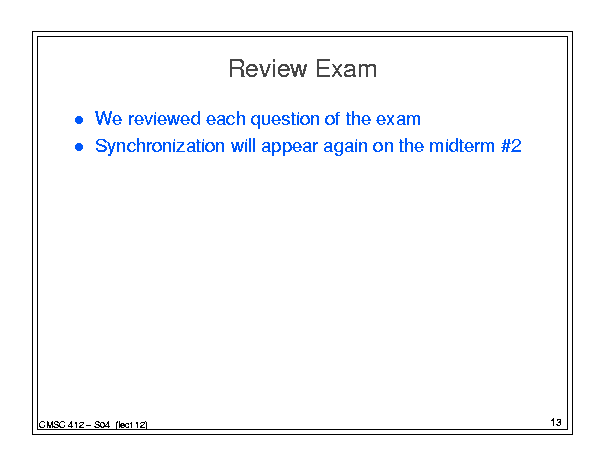 Review Exam
● We reviewed each question of the exam
● Synchronization will appear again on the midterm #2
CMSC 412 – S04 (lect 12)
13